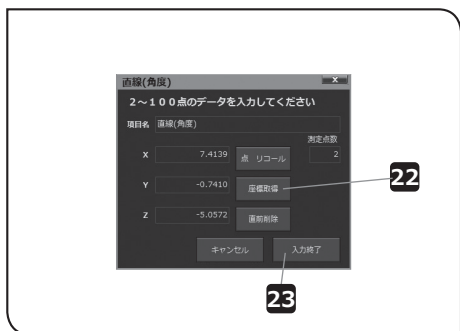 直線(角度)
x
2～100点のデータを入力してください
項目名 直線(角度)
測定点数
X 7.4139 点 リコール 2
Y -0.7410 座標取得
22
Z -5.0572 直前削除
キャンセル 入力終了
23